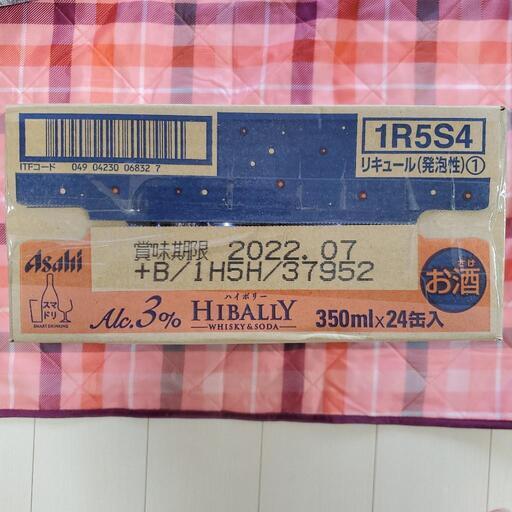 1R5S4
ITFコード 049 04230 06832 7
リキュール(発泡性)①
賞味期限 2022.07
+B/1H5H/37952
Asahi
さけ
お酒
スマドリ
SMART DRINKING
Alc.3%
ハイボリー
HIBALLY
WHISKY&SODA
350ml×24缶入